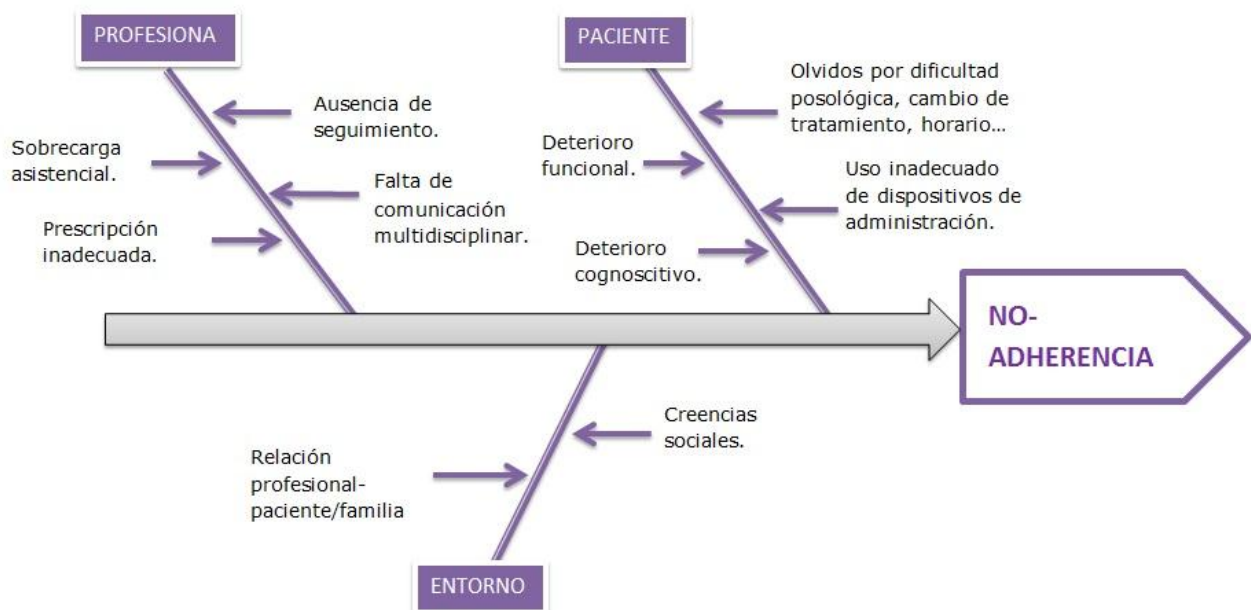 PROFESIONA
Ausencia de
seguimiento.
Sobrecarga
asistencial.
Falta de
comunicación
multidisciplinar.
Prescripción
inadecuada.
PACIENTE
Olvidos por dificultad
posológica, cambio de
tratamiento, horario...
Deterioro
funcional.
Uso inadecuado
de dispositivos de
administración.
Deterioro
cognoscitivo.
NO-
ADHERENCIA
Creencias
sociales.
Relación
profesional-
paciente/familia
ENTORNO